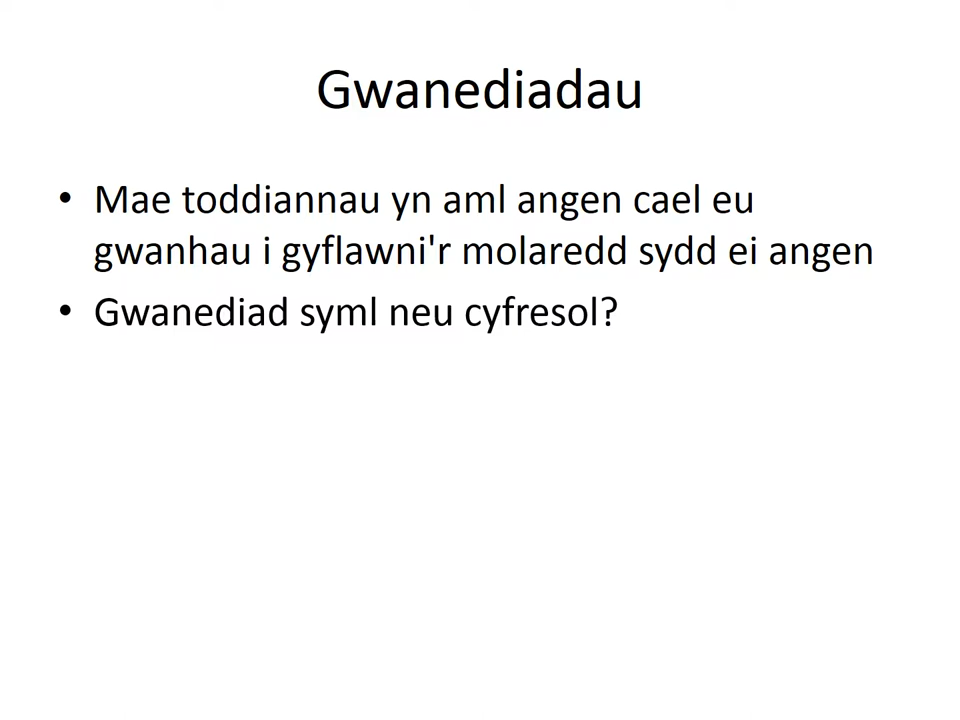 Gwanediadau
• Mae toddiannau yn aml angen cael eu
gwanhau i gyflawni'r molaredd sydd ei angen
• Gwanediad syml neu cyfresol?